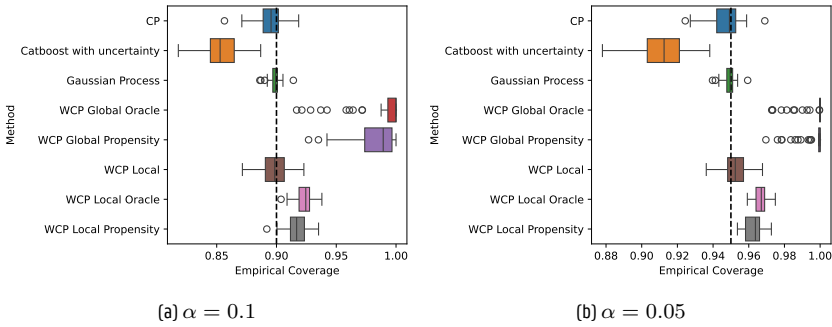 CP
Catboost with uncertainty
Gaussian Process
WCP Global Oracle
WCP Global Propensity
WCP Local
WCP Local Oracle
WCP Local Propensity
Method
0.85 0.90 0.95 1.00
Empirical Coverage
(a) α = 0.1
CP
Catboost with uncertainty
Gaussian Process
WCP Global Oracle
WCP Global Propensity
WCP Local
WCP Local Oracle
WCP Local Propensity
Method
0.88 0.90 0.92 0.94 0.96 0.98 1.00
Empirical Coverage
(b) α = 0.05